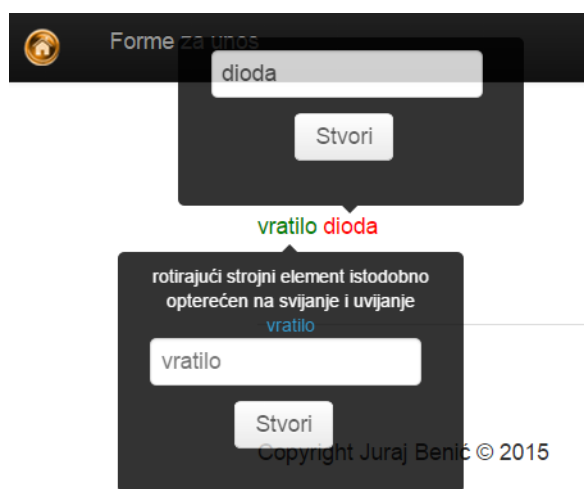 Forme za unos
dioda
Stvori
vratilo dioda
rotirajući strojni element istodobno
opterećen na svijanje i uvijanje
vratilo
vratilo
Stvori
Copyright Juraj Benić © 2015